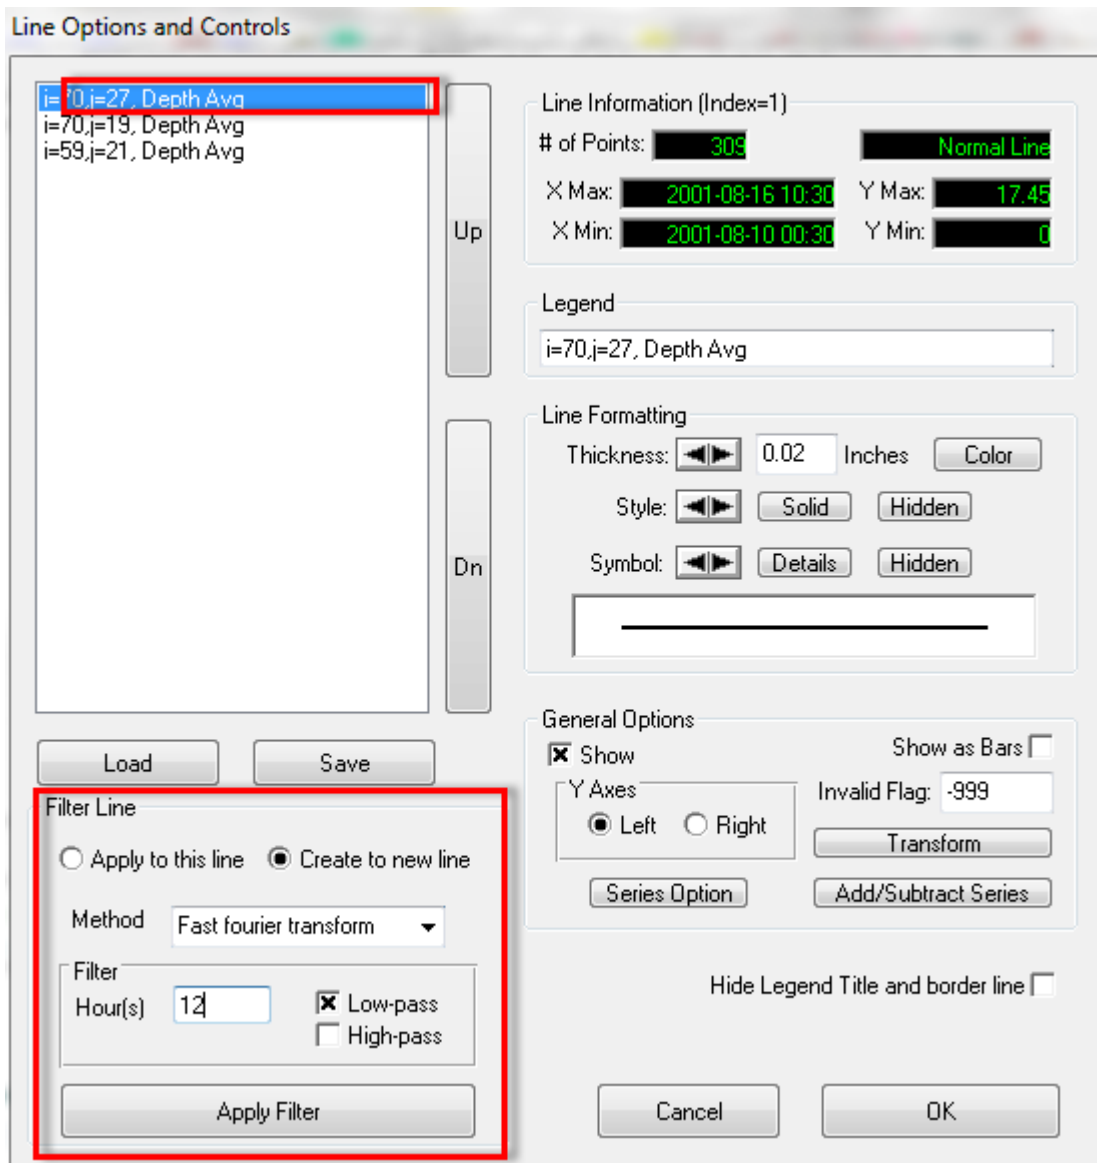 Line Options and Controls
i=70,j=27, Depth Avg
i=70,j=19, Depth Avg
i=59,j=21, Depth Avg
Up
Dn
Load
Save
Filter Line
Apply to this line
Create to new line
Method
Fast fourier transform
Filter
Hour(s)
12
Low-pass
High-pass
Apply Filter
Line Information (Index=1)
# of Points:
309
Normal Line
X Max:
2001-08-16 10:30
Y Max:
17.45
X Min:
2001-08-10 00:30
Y Min:
0
Legend
i=70,j=27, Depth Avg
Line Formatting
Thickness:
0.02
Inches
Color
Style:
Solid
Hidden
Symbol:
Details
Hidden
General Options
Show
Show as Bars
Y Axes
Left
Right
Invalid Flag:
-999
Transform
Series Option
Add/Subtract Series
Hide Legend Title and border line
Cancel
OK